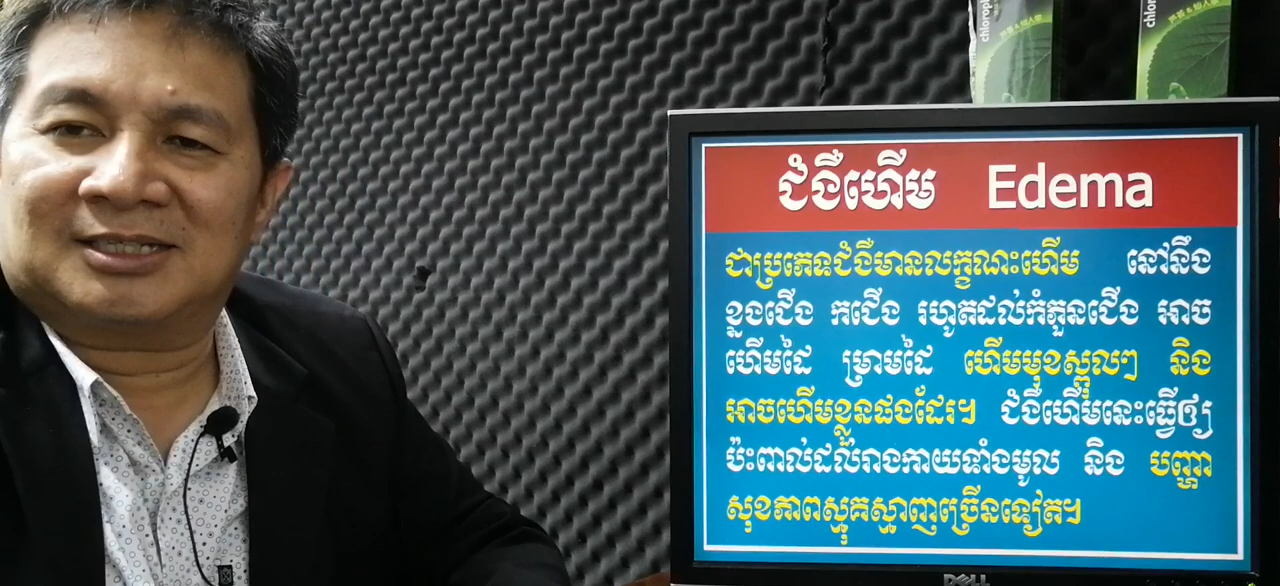 chlorop
chlor
ជំងឺហើម Edema
ជាប្រភេទជំងឺមានលក្ខណះហើម នៅនឹង
ខ្នងជើង កជើង រហូតដល់កំភួនជើង អាច
ហើមដៃ ម្រាមដៃ ហើមមុខស្គុលៗ និង
អាចហើមខ្លួនផងដែរ។ ជំងឺហើមនេះធ្វើឲ្យ
ប៉ះពាល់ដល់រាងកាយទាំងមូល និង បញ្ហា
សុខភាពស្មុគស្មាញច្រើនទៀត។
DELL